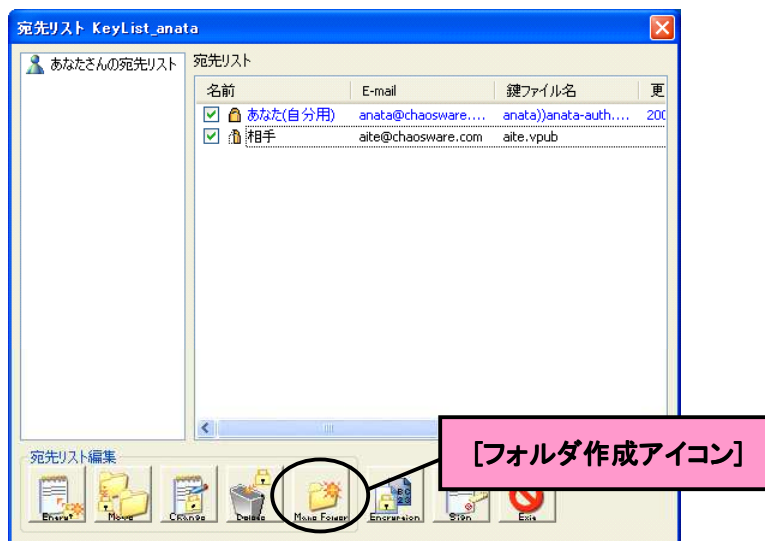 宛先リスト KeyList_anata
あなたさんの宛先リスト
宛先リスト
名前 E-mail 鍵ファイル名 更
あなた(自分用) anata@chaosware.... anata))anata-auth.... 200
相手 aite@chaosware.com aite.vpub
[フォルダ作成アイコン]
宛先リスト編集
Move Change Delete Make Folder Encryption Sign Exit